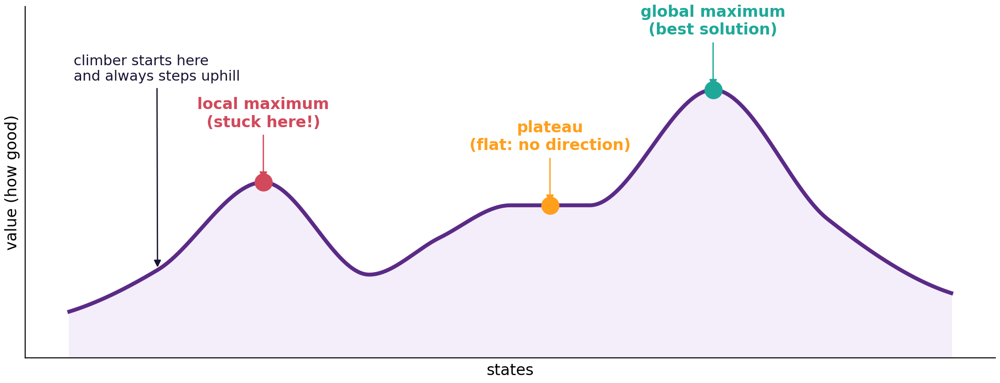 global maximum
(best solution)
climber starts here
and always steps uphill
local maximum
(stuck here!)
plateau
(flat: no direction)
value (how good)
states